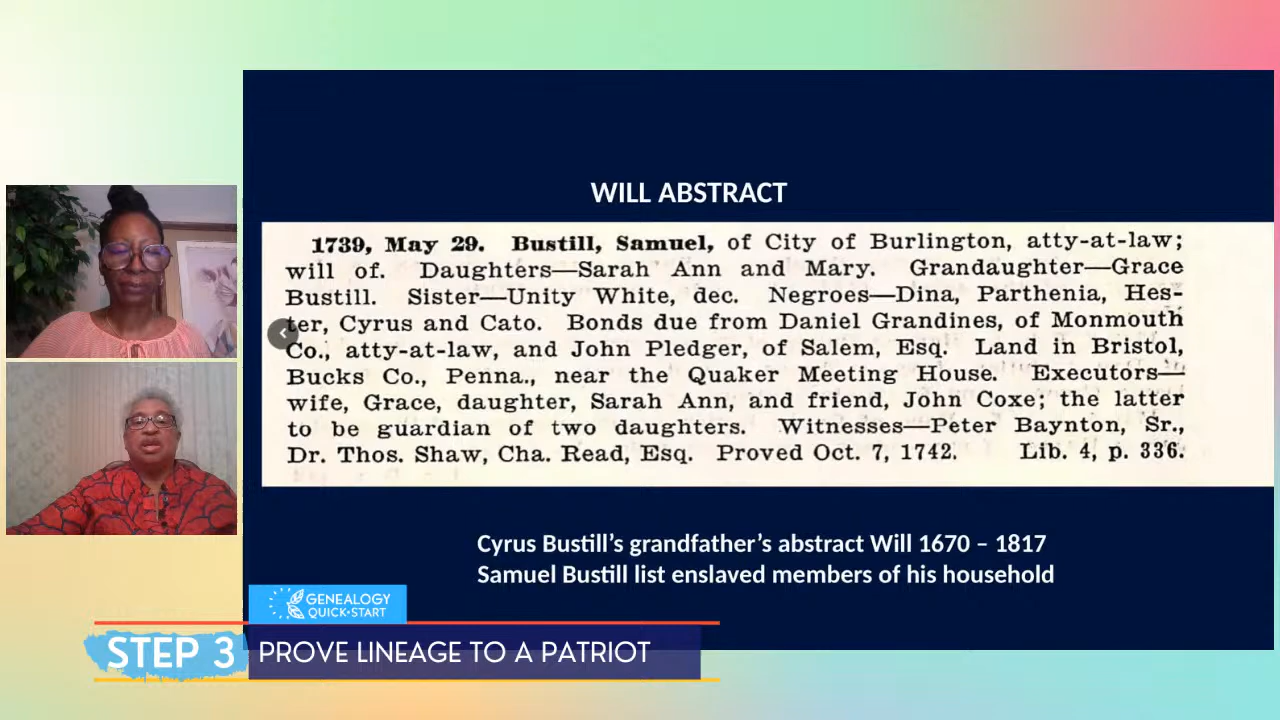 WILL ABSTRACT
1739, May 29. Bustill, Samuel, of City of Burlington, atty-at-law;
will of. Daughters—Sarah Ann and Mary. Grandaughter—Grace
Bustill. Sister—Unity White, dec. Negroes—Dina, Parthenia, Hes-
ter, Cyrus and Cato. Bonds due from Daniel Grandines, of Monmouth
Co., atty-at-law, and John Pledger, of Salem, Esq. Land in Bristol,
Bucks Co., Penna., near the Quaker Meeting House. Executors—
wife, Grace, daughter, Sarah Ann, and friend, John Coxe; the latter
to be guardian of two daughters. Witnesses—Peter Baynton, Sr.,
Dr. Thos. Shaw, Cha. Read, Esq. Proved Oct. 7, 1742. Lib. 4, p. 336.
Cyrus Bustill's grandfather's abstract Will 1670 – 1817
Samuel Bustill list enslaved members of his household
GENEALOGY
QUICK•START
STEP 3 PROVE LINEAGE TO A PATRIOT